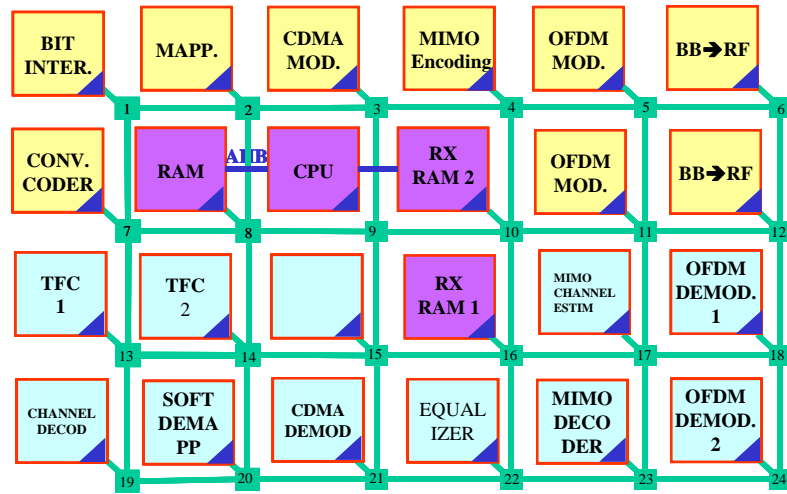 BIT
INTER.
MAPP.
CDMA
MOD.
MIMO
Encoding
OFDM
MOD.
BB➔RF
1
2
3
4
5
6
CONV.
CODER
RAM
AHB
CPU
RX
RAM 2
OFDM
MOD.
BB➔RF
7
8
9
10
11
12
TFC
1
TFC
2
RX
RAM 1
MIMO
CHANNEL
ESTIM
OFDM
DEMOD.
1
13
14
15
16
17
18
CHANNEL
DECOD
SOFT
DEMA
PP
CDMA
DEMOD
EQUAL
IZER
MIMO
DECO
DER
OFDM
DEMOD.
2
19
20
21
22
23
24